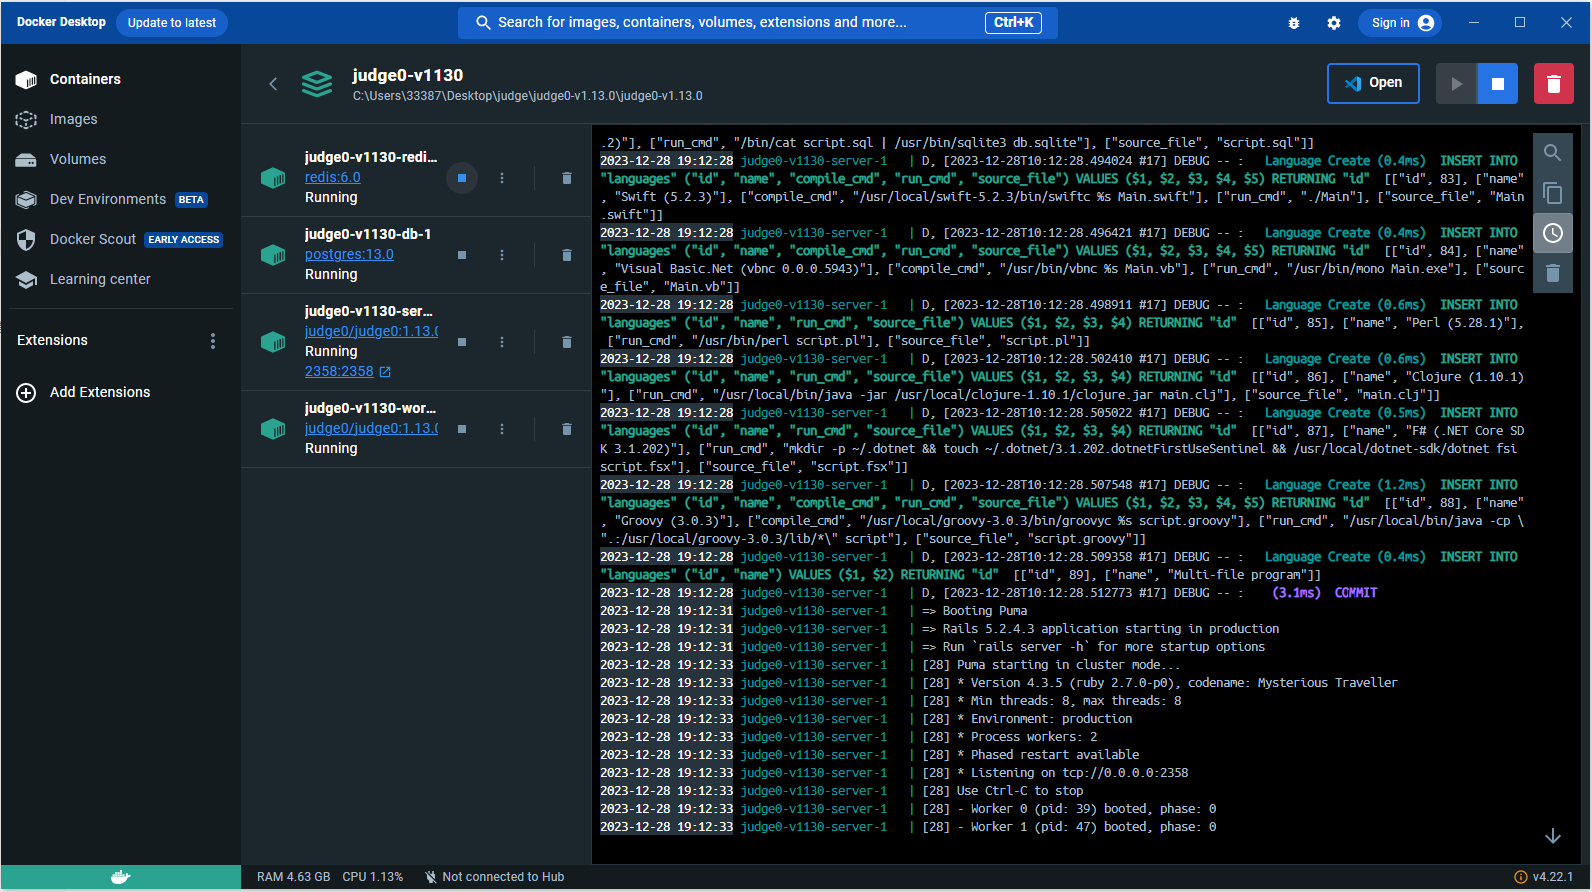 Docker Desktop
Update to latest
Search for images, containers, volumes, extensions and more...
Ctrl+K
Sign in
Containers
Images
Volumes
Dev Environments BETA
Docker Scout EARLY ACCESS
Learning center
Extensions
Add Extensions
judge0-v1130
C:\Users\33387\Desktop\judge\judge0-v1.13.0\judge0-v1.13.0
Open
judge0-v1130-redi...
redis:6.0
Running
judge0-v1130-db-1
postgres:13.0
Running
judge0-v1130-ser...
judge0/judge0:1.13.0
Running
2358:2358
judge0-v1130-wor...
judge0/judge0:1.13.0
Running
.2)"], ["run_cmd", "/bin/cat script.sql | /usr/bin/sqlite3 db.sqlite"], ["source_file", "script.sql"]]
2023-12-28 19:12:28 judge0-v1130-server-1 | D, [2023-12-28T10:12:28.494024 #17] DEBUG -- : Language Create (0.4ms) INSERT INTO
"languages" ("id", "name", "compile_cmd", "run_cmd", "source_file") VALUES ($1, $2, $3, $4, $5) RETURNING "id" [["id", 83], ["name"
, "Swift (5.2.3)"], ["compile_cmd", "/usr/local/swift-5.2.3/bin/swiftc %s Main.swift"], ["run_cmd", "./Main"], ["source_file", "Main
.swift"]]
2023-12-28 19:12:28 judge0-v1130-server-1 | D, [2023-12-28T10:12:28.496421 #17] DEBUG -- : Language Create (0.4ms) INSERT INTO
"languages" ("id", "name", "compile_cmd", "run_cmd", "source_file") VALUES ($1, $2, $3, $4, $5) RETURNING "id" [["id", 84], ["name"
, "Visual Basic.Net (vbnc 0.0.0.5943)"], ["compile_cmd", "/usr/bin/vbnc %s Main.vb"], ["run_cmd", "/usr/bin/mono Main.exe"], ["sourc
e_file", "Main.vb"]]
2023-12-28 19:12:28 judge0-v1130-server-1 | D, [2023-12-28T10:12:28.498911 #17] DEBUG -- : Language Create (0.6ms) INSERT INTO
"languages" ("id", "name", "run_cmd", "source_file") VALUES ($1, $2, $3, $4) RETURNING "id" [["id", 85], ["name", "Perl (5.28.1)"],
["run_cmd", "/usr/bin/perl script.pl"], ["source_file", "script.pl"]]
2023-12-28 19:12:28 judge0-v1130-server-1 | D, [2023-12-28T10:12:28.502410 #17] DEBUG -- : Language Create (0.6ms) INSERT INTO
"languages" ("id", "name", "run_cmd", "source_file") VALUES ($1, $2, $3, $4) RETURNING "id" [["id", 86], ["name", "Clojure (1.10.1)
"], ["run_cmd", "/usr/local/bin/java -jar /usr/local/clojure-1.10.1/clojure.jar main.clj"], ["source_file", "main.clj"]]
2023-12-28 19:12:28 judge0-v1130-server-1 | D, [2023-12-28T10:12:28.505022 #17] DEBUG -- : Language Create (0.5ms) INSERT INTO
"languages" ("id", "name", "run_cmd", "source_file") VALUES ($1, $2, $3, $4) RETURNING "id" [["id", 87], ["name", "F# (.NET Core SD
K 3.1.202)"], ["run_cmd", "mkdir -p ~/.dotnet && touch ~/.dotnet/3.1.202.dotnetFirstUseSentinel && /usr/local/dotnet-sdk/dotnet fsi
script.fsx"], ["source_file", "script.fsx"]]
2023-12-28 19:12:28 judge0-v1130-server-1 | D, [2023-12-28T10:12:28.507548 #17] DEBUG -- : Language Create (1.2ms) INSERT INTO
"languages" ("id", "name", "compile_cmd", "run_cmd", "source_file") VALUES ($1, $2, $3, $4, $5) RETURNING "id" [["id", 88], ["name"
, "Groovy (3.0.3)"], ["compile_cmd", "/usr/local/groovy-3.0.3/bin/groovyc %s script.groovy"], ["run_cmd", "/usr/local/bin/java -cp \
".:/usr/local/groovy-3.0.3/lib/*\" script"], ["source_file", "script.groovy"]]
2023-12-28 19:12:28 judge0-v1130-server-1 | D, [2023-12-28T10:12:28.509358 #17] DEBUG -- : Language Create (0.4ms) INSERT INTO
"languages" ("id", "name") VALUES ($1, $2) RETURNING "id" [["id", 89], ["name", "Multi-file program"]]
2023-12-28 19:12:28 judge0-v1130-server-1 | D, [2023-12-28T10:12:28.512773 #17] DEBUG -- : (3.1ms) COMMIT
2023-12-28 19:12:31 judge0-v1130-server-1 | => Booting Puma
2023-12-28 19:12:31 judge0-v1130-server-1 | => Rails 5.2.4.3 application starting in production
2023-12-28 19:12:31 judge0-v1130-server-1 | => Run `rails server -h` for more startup options
2023-12-28 19:12:33 judge0-v1130-server-1 | [28] Puma starting in cluster mode...
2023-12-28 19:12:33 judge0-v1130-server-1 | [28] * Version 4.3.5 (ruby 2.7.0-p0), codename: Mysterious Traveller
2023-12-28 19:12:33 judge0-v1130-server-1 | [28] * Min threads: 8, max threads: 8
2023-12-28 19:12:33 judge0-v1130-server-1 | [28] * Environment: production
2023-12-28 19:12:33 judge0-v1130-server-1 | [28] * Process workers: 2
2023-12-28 19:12:33 judge0-v1130-server-1 | [28] * Phased restart available
2023-12-28 19:12:33 judge0-v1130-server-1 | [28] * Listening on tcp://0.0.0.0:2358
2023-12-28 19:12:33 judge0-v1130-server-1 | [28] Use Ctrl-C to stop
2023-12-28 19:12:33 judge0-v1130-server-1 | [28] - Worker 0 (pid: 39) booted, phase: 0
2023-12-28 19:12:33 judge0-v1130-server-1 | [28] - Worker 1 (pid: 47) booted, phase: 0
RAM 4.63 GB CPU 1.13% Not connected to Hub
v4.22.1